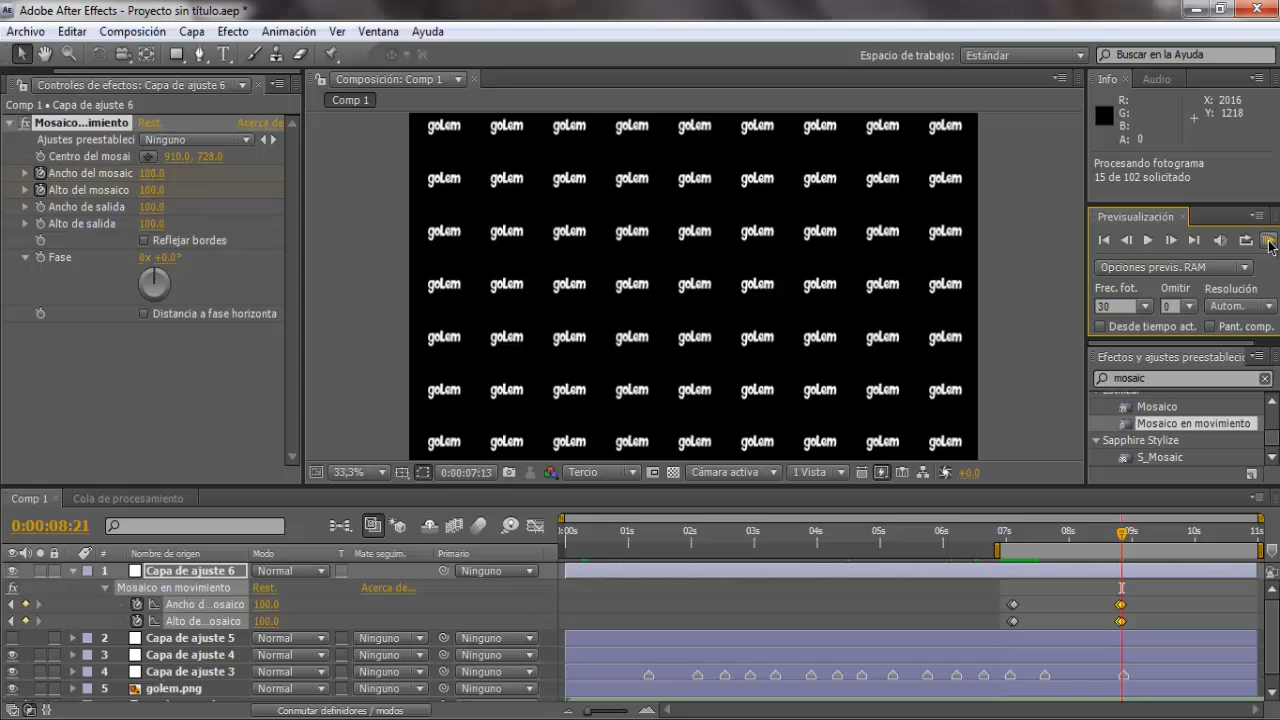 Adobe After Effects - Proyecto sin título.aep *
Archivo Editar Composición Capa Efecto Animación Ver Ventana Ayuda
Espacio de trabajo: Estándar Buscar en la Ayuda
Controles de efectos: Capa de ajuste 6
Comp 1 • Capa de ajuste 6
fx Mosaico...imiento Rest. Acerca de
Ajustes preestableci Ninguno
Centro del mosai 910.0, 728.0
Ancho del mosaic 100.0
Alto del mosaico 100.0
Ancho de salida 100.0
Alto de salida 100.0
Reflejar bordes
Fase 0x +0.0°
Distancia a fase horizonta
Composición: Comp 1
Comp 1
golem golem golem golem golem golem golem golem golem
golem golem golem golem golem golem golem golem golem
golem golem golem golem golem golem golem golem golem
golem golem golem golem golem golem golem golem golem
golem golem golem golem golem golem golem golem golem
golem golem golem golem golem golem golem golem golem
golem golem golem golem golem golem golem golem golem
33,3% 0:00:07:13 Tercio Cámara activa 1 Vista +0.0
Info Audio
R: X: 2016
G: Y: 1218
B:
A: 0
Procesando fotograma
15 de 102 solicitado
Previsualización
Opciones previs. RAM
Frec. fot. Omitir Resolución
30 0 Autom.
Desde tiempo act. Pant. comp.
Efectos y ajustes preestableci
mosaic
Mosaico
Mosaico en movimiento
Sapphire Stylize
S_Mosaic
Comp 1 Cola de procesamiento
0:00:08:21
:00s 01s 02s 03s 04s 05s 06s 07s 08s 09s 10s 11s
# Nombre de origen Modo T Mate seguim. Primario
1 Capa de ajuste 6 Normal Ninguno
fx Mosaico en movimiento Rest. Acerca de...
Ancho d...osaico 100.0
Alto de...osaico 100.0
2 Capa de ajuste 5 Normal Ninguno Ninguno
3 Capa de ajuste 4 Normal Ninguno Ninguno
4 Capa de ajuste 3 Normal Ninguno Ninguno
5 golem.png Normal Ninguno Ninguno
Conmutar definidores / modos